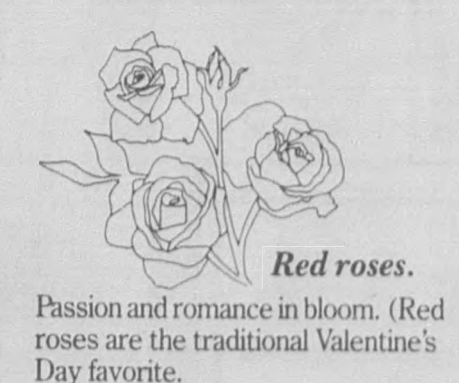 Red roses.
Passion and romance in bloom. (Red
roses are the traditional Valentine's
Day favorite.